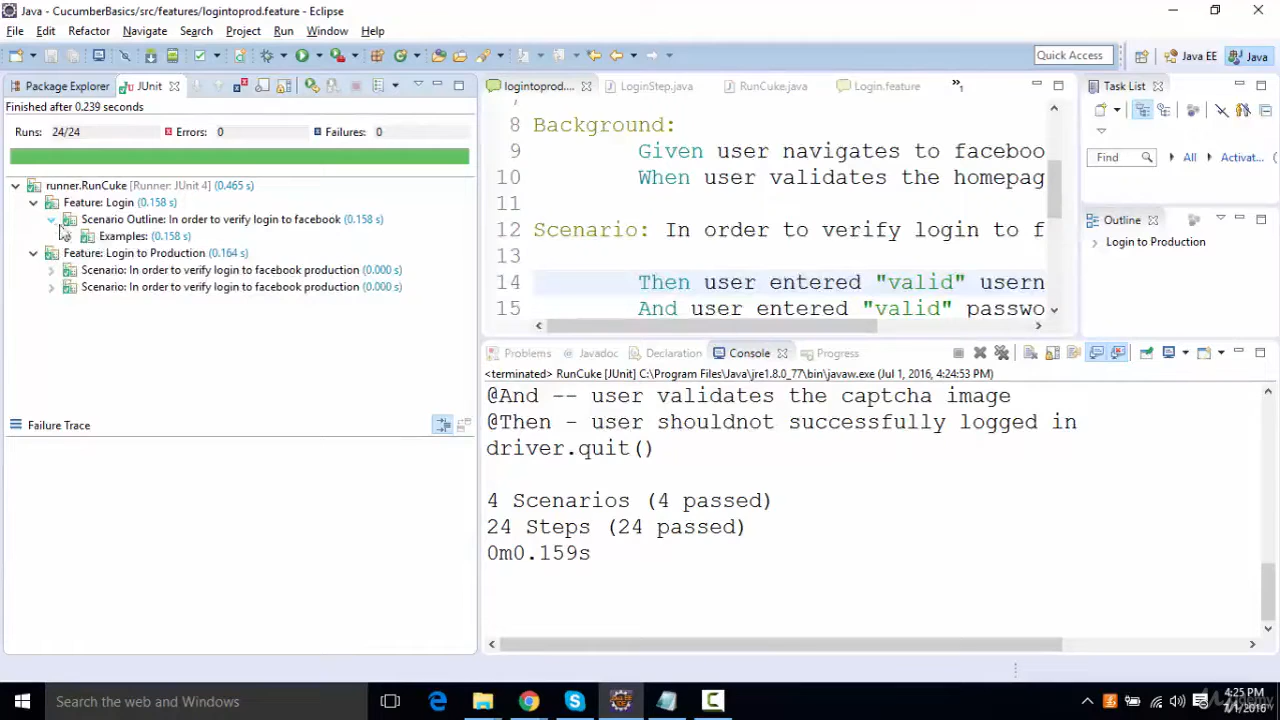 Java - CucumberBasics/src/features/logintoprod.feature - Eclipse
File Edit Refactor Navigate Search Project Run Window Help
Quick Access Java EE Java
Package Explorer JUnit
Finished after 0.239 seconds
Runs: 24/24 Errors: 0 Failures: 0
runner.RunCuke [Runner: JUnit 4] (0.465 s)
Feature: Login (0.158 s)
Scenario Outline: In order to verify login to facebook (0.158 s)
Examples: (0.158 s)
Feature: Login to Production (0.164 s)
Scenario: In order to verify login to facebook production (0.000 s)
Scenario: In order to verify login to facebook production (0.000 s)
Failure Trace
logintoprod.... LoginStep.java RunCuke.java Login.feature »1
8 Background:
9 Given user navigates to faceboo
10 When user validates the homepag
11
12 Scenario: In order to verify login to f
13
14 Then user entered "valid" usern
15 And user entered "valid" passwo
Task List
Find All Activat...
Outline
Login to Production
Problems Javadoc Declaration Console Progress
<terminated> RunCuke [JUnit] C:\Program Files\Java\jre1.8.0_77\bin\javaw.exe (Jul 1, 2016, 4:24:53 PM)
@And -- user validates the captcha image
@Then - user shouldnot successfully logged in
driver.quit()
4 Scenarios (4 passed)
24 Steps (24 passed)
0m0.159s
Search the web and Windows
4:25 PM
7/1/2016